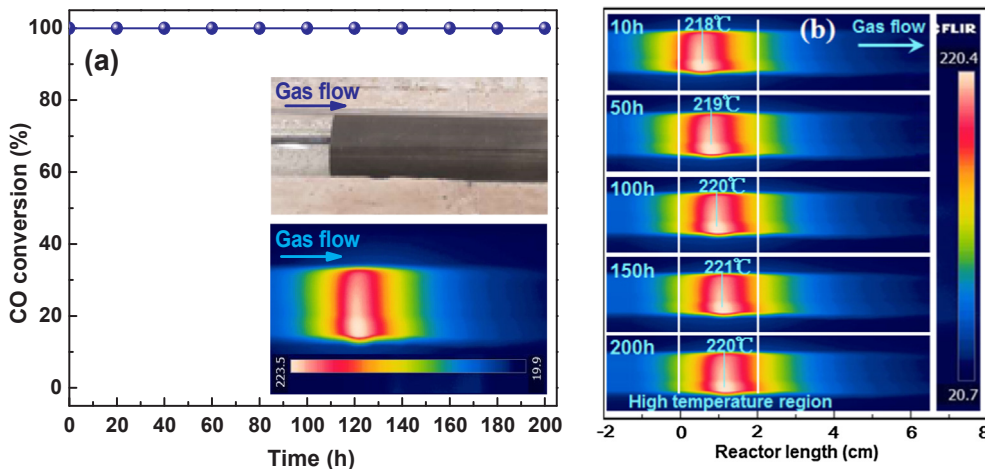 100
80
60
40
20
0
CO conversion (%)
0 20 40 60 80 100 120 140 160 180 200
Time (h)
(a)
Gas flow
Gas flow
223.5
19.9
(b)
Gas flow
10h
218℃
50h
219℃
100h
220℃
150h
221℃
200h
220℃
High temperature region
FLIR
220.4
20.7
-2 0 2 4 6 8
Reactor length (cm)